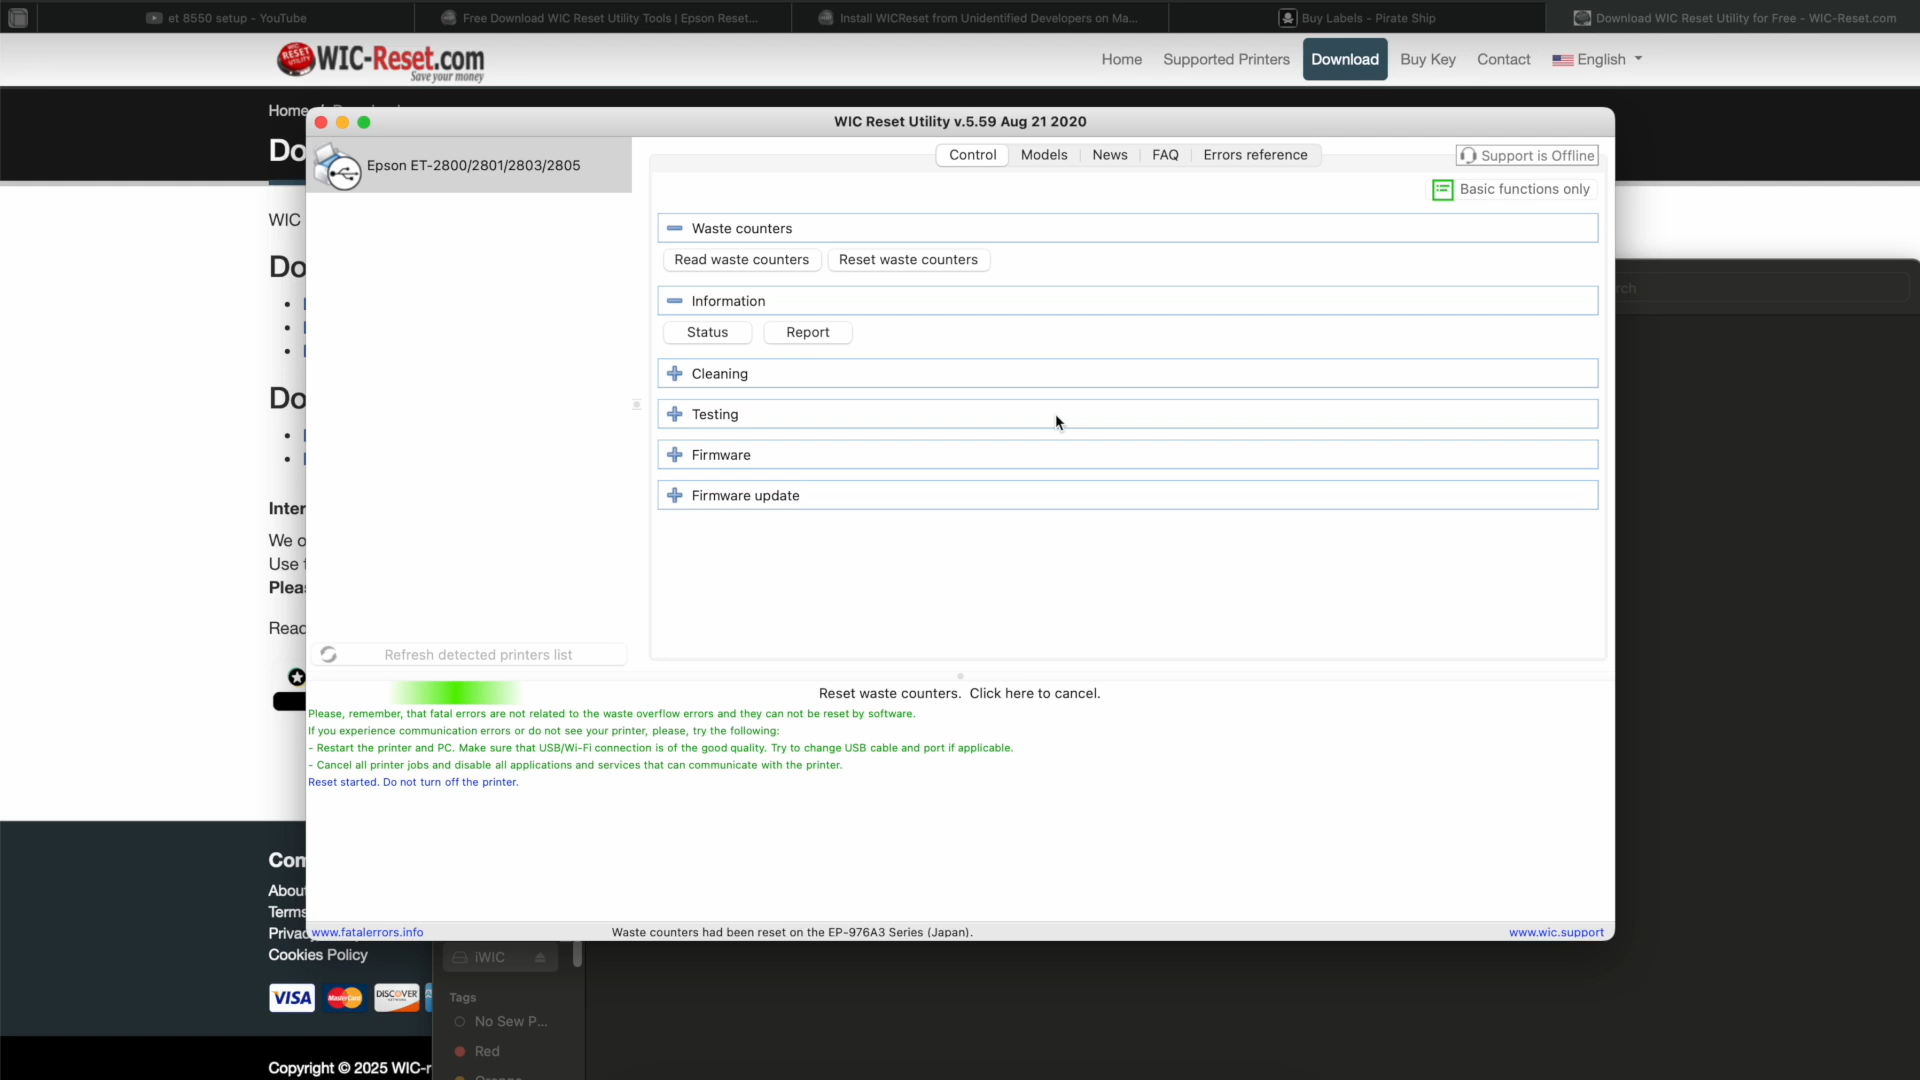 et 8550 setup - YouTube
Free Download WIC Reset Utility Tools | Epson Reset...
Install WICReset from Unidentified Developers on Ma...
Buy Labels - Pirate Ship
Download WIC Reset Utility for Free - WIC-Reset.com
RESET
WIC-Reset.com
Save your money
Home
Supported Printers
Download
Buy Key
Contact
English
Home
WIC Reset Utility v.5.59 Aug 21 2020
Do
Epson ET-2800/2801/2803/2805
Control
Models
News
FAQ
Errors reference
Support is Offline
Basic functions only
WIC
Waste counters
Read waste counters
Reset waste counters
Do
Information
Status
Report
Cleaning
Do
Testing
Firmware
Firmware update
Inter
We o
Use
Plea
Read
Refresh detected printers list
Reset waste counters. Click here to cancel.
Please, remember, that fatal errors are not related to the waste overflow errors and they can not be reset by software.
If you experience communication errors or do not see your printer, please, try the following:
- Restart the printer and PC. Make sure that USB/Wi-Fi connection is of the good quality. Try to change USB cable and port if applicable.
- Cancel all printer jobs and disable all applications and services that can communicate with the printer.
Reset started. Do not turn off the printer.
Com
About
Terms
Privac
www.fatalerrors.info
Waste counters had been reset on the EP-976A3 Series (Japan).
www.wic.support
Cookies Policy
iWIC
VISA
MasterCard
DISCOVER
Tags
No Sew P...
Red
Copyright © 2025 WIC-r